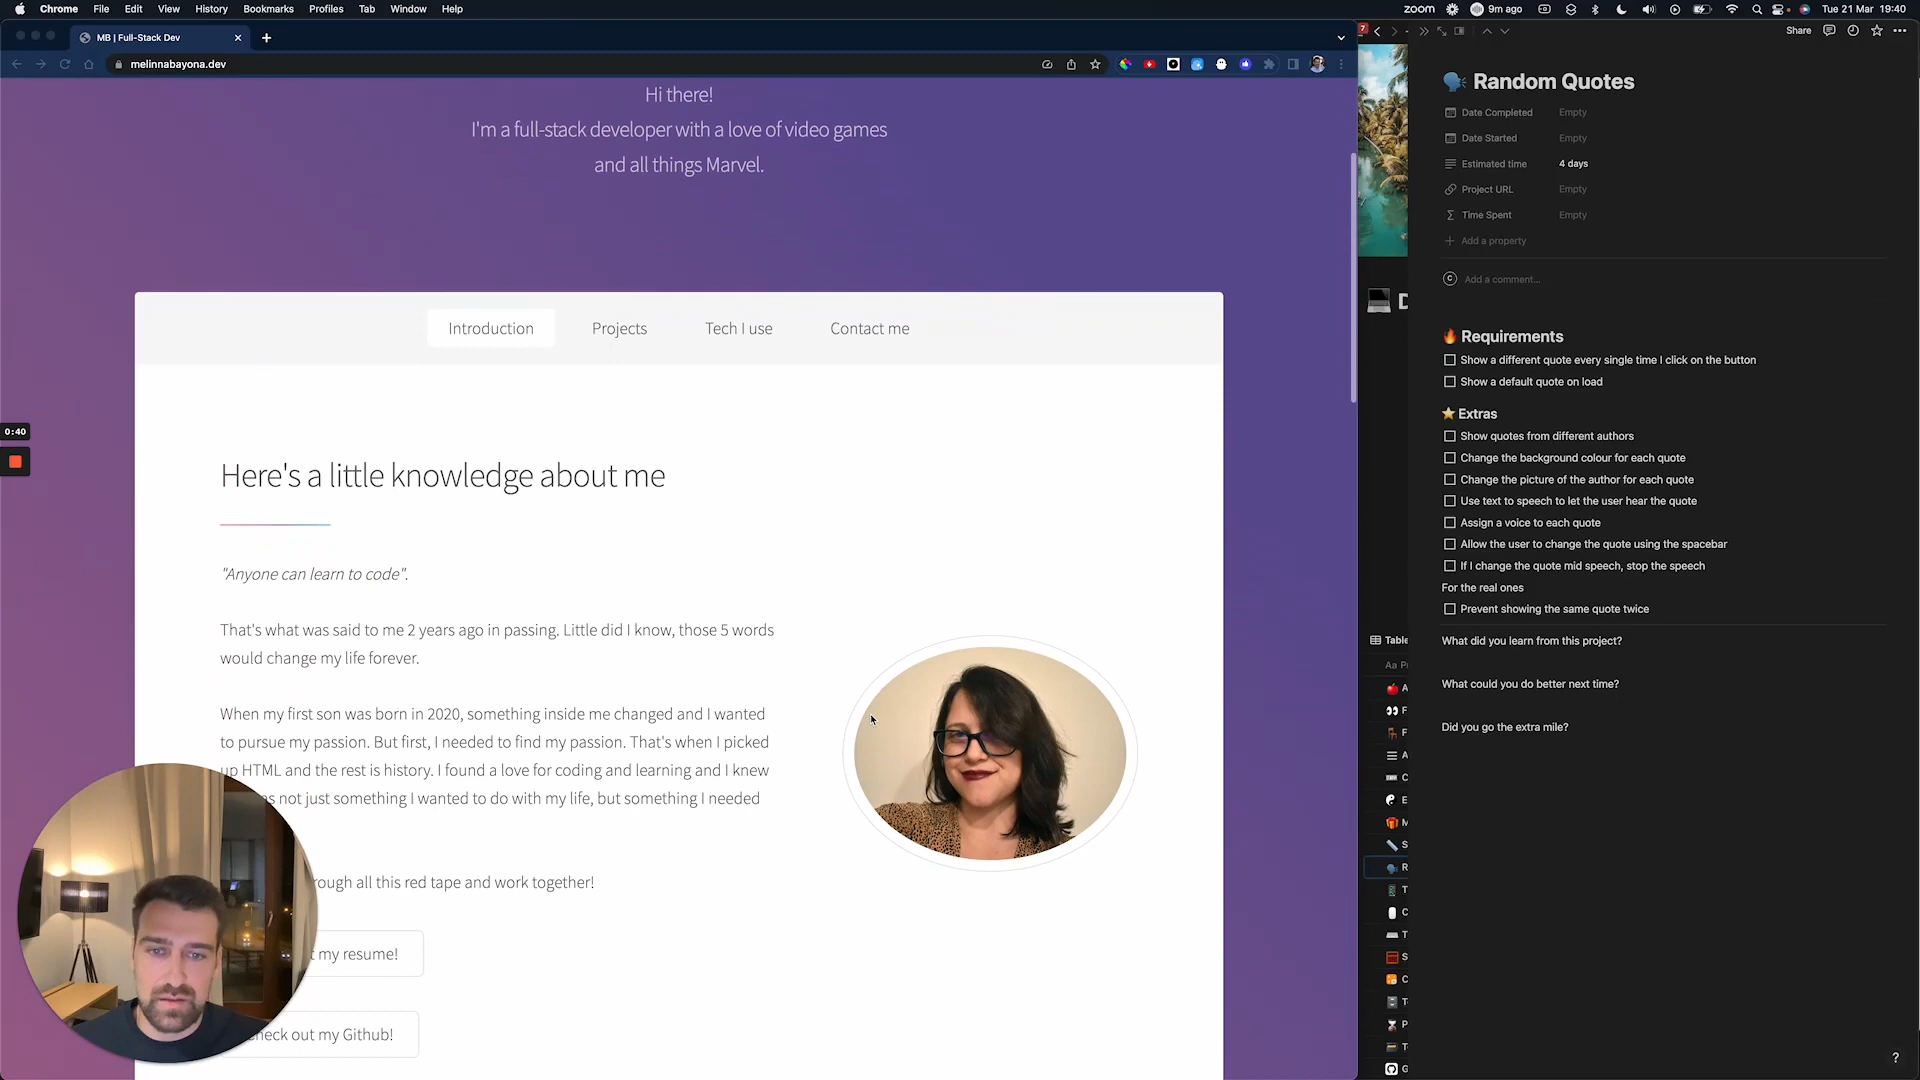 Chrome File Edit View History Bookmarks Profiles Tab Window Help
zoom 9m ago Tue 21 Mar 19:40
MB | Full-Stack Dev
melinnabayona.dev
Hi there!
I'm a full-stack developer with a love of video games
and all things Marvel.
Introduction Projects Tech I use Contact me
Here's a little knowledge about me
"Anyone can learn to code".
That's what was said to me 2 years ago in passing. Little did I know, those 5 words
would change my life forever.
When my first son was born in 2020, something inside me changed and I wanted
to pursue my passion. But first, I needed to find my passion. That's when I picked
up HTML and the rest is history. I found a love for coding and learning and I knew
not just something I wanted to do with my life, but something I needed
through all this red tape and work together!
my resume!
check out my Github!
0:40
7
Share
Random Quotes
Date Completed Empty
Date Started Empty
Estimated time 4 days
Project URL Empty
Time Spent Empty
Add a property
C Add a comment...
Requirements
Show a different quote every single time I click on the button
Show a default quote on load
Extras
Show quotes from different authors
Change the background colour for each quote
Change the picture of the author for each quote
Use text to speech to let the user hear the quote
Assign a voice to each quote
Allow the user to change the quote using the spacebar
If I change the quote mid speech, stop the speech
For the real ones
Prevent showing the same quote twice
What did you learn from this project?
What could you do better next time?
Did you go the extra mile?
D
Table
Aa
A
F
F
A
C
E
M
S
R
T
C
T
S
C
T
P
T
G
?